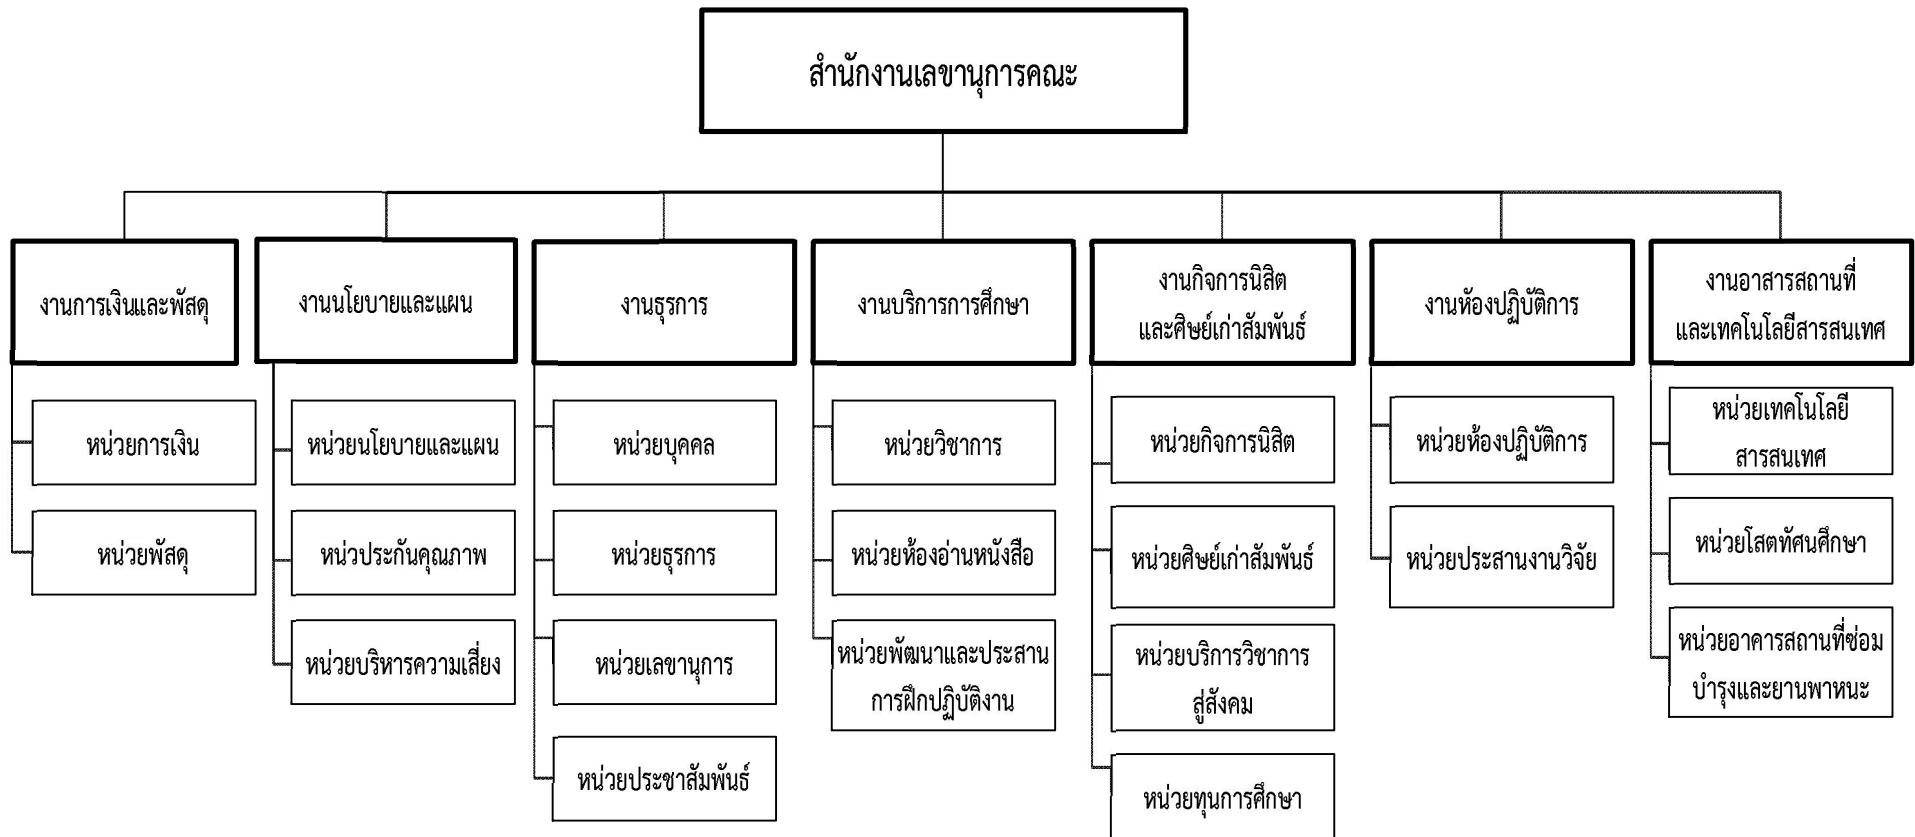 สำนักงานเลขานุการคณะ
งานการเงินและพัสดุ
หน่วยการเงิน
หน่วยพัสดุ
งานนโยบายและแผน
หน่วยนโยบายและแผน
หน่วประกันคุณภาพ
หน่วยบริหารความเสี่ยง
งานธุรการ
หน่วยบุคคล
หน่วยธุรการ
หน่วยเลขานุการ
หน่วยประชาสัมพันธ์
งานบริการการศึกษา
หน่วยวิชาการ
หน่วยห้องอ่านหนังสือ
หน่วยพัฒนาและประสาน
การฝึกปฏิบัติงาน
งานกิจการนิสิต
และศิษย์เก่าสัมพันธ์
หน่วยกิจการนิสิต
หน่วยศิษย์เก่าสัมพันธ์
หน่วยบริการวิชาการ
สู่สังคม
หน่วยทุนการศึกษา
งานห้องปฏิบัติการ
หน่วยห้องปฏิบัติการ
หน่วยประสานงานวิจัย
งานอาสารสถานที่
และเทคโนโลยีสารสนเทศ
หน่วยเทคโนโลยี
สารสนเทศ
หน่วยโสตทัศนศึกษา
หน่วยอาคารสถานที่ซ่อม
บำรุงและยานพาหนะ